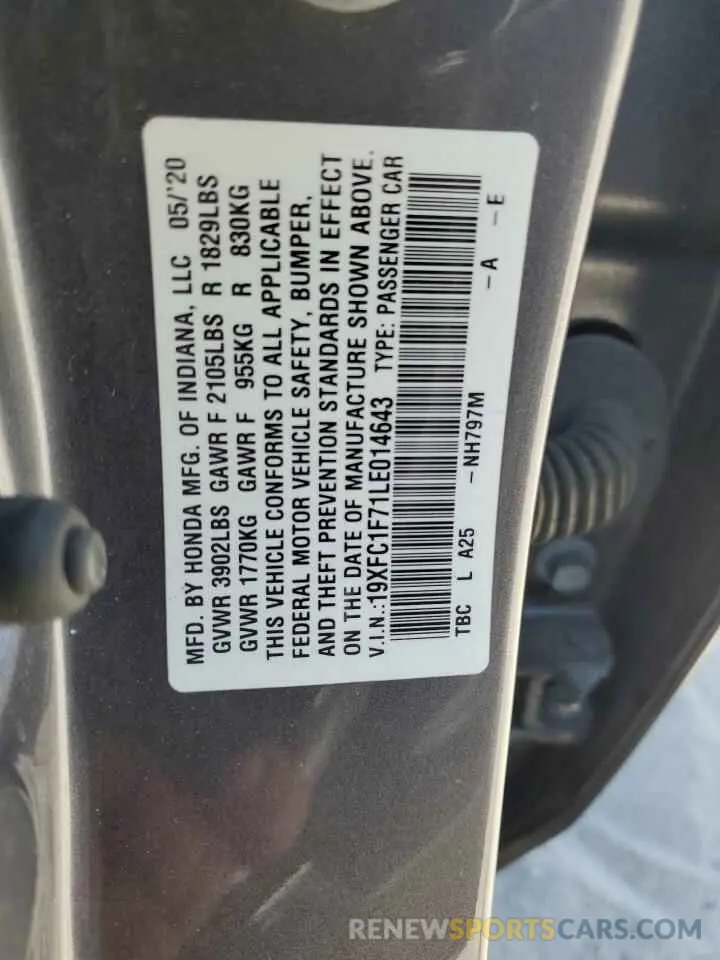 MFD. BY HONDA MFG. OF INDIANA, LLC 05/'20
GVWR 3902LBS GAWR F 2105LBS R 1829LBS
GVWR 1770KG GAWR F 955KG R 830KG
THIS VEHICLE CONFORMS TO ALL APPLICABLE
FEDERAL MOTOR VEHICLE SAFETY, BUMPER,
AND THEFT PREVENTION STANDARDS IN EFFECT
ON THE DATE OF MANUFACTURE SHOWN ABOVE.
V.I.N.:19XFC1F71LE014643 TYPE: PASSENGER CAR
TBC L A25 -NH797M -A -E
RENEWSPORTSCARS.COM